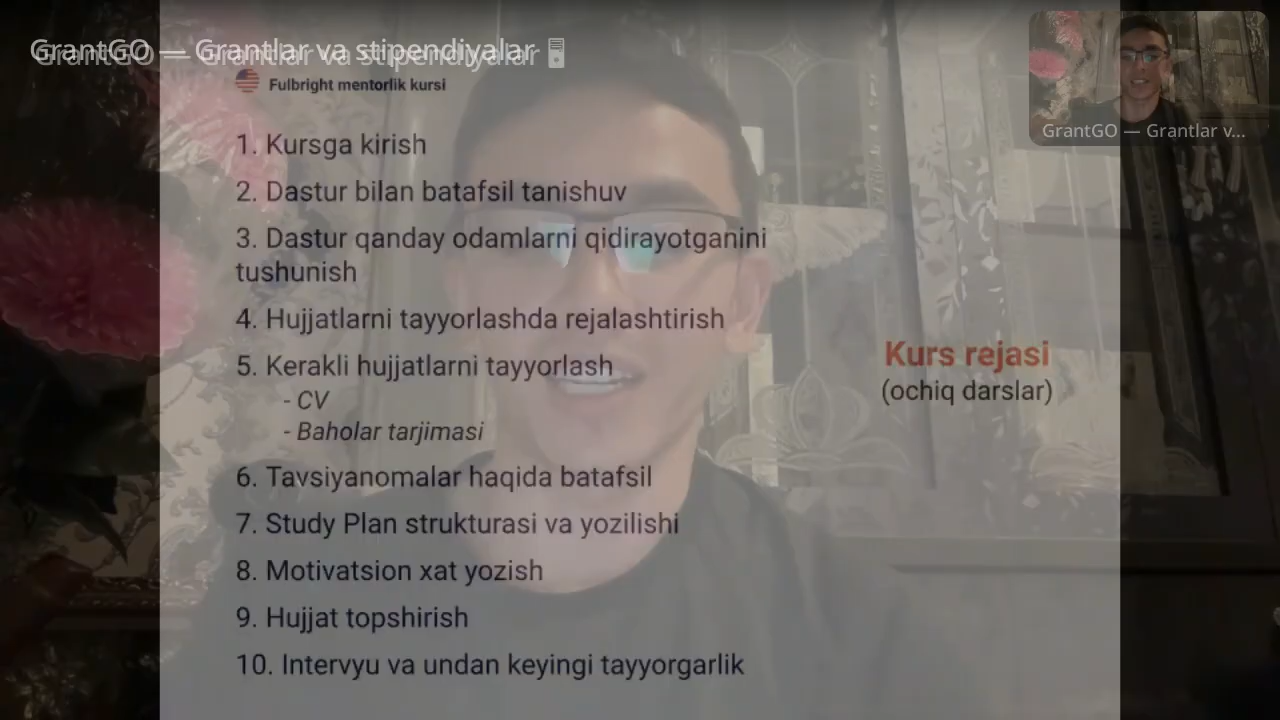 GrantGO — Grantlar va stipendiyalar
GrantGO — Grantlar v...
Fulbright mentorlik kursi
1. Kursga kirish
2. Dastur bilan batafsil tanishuv
3. Dastur qanday odamlarni qidirayotganini
tushunish
4. Hujjatlarni tayyorlashda rejalashtirish
5. Kerakli hujjatlarni tayyorlash
- CV
- Baholar tarjimasi
6. Tavsiyanomalar haqida batafsil
7. Study Plan strukturasi va yozilishi
8. Motivatsion xat yozish
9. Hujjat topshirish
10. Intervyu va undan keyingi tayyorgarlik
Kurs rejasi
(ochiq darslar)